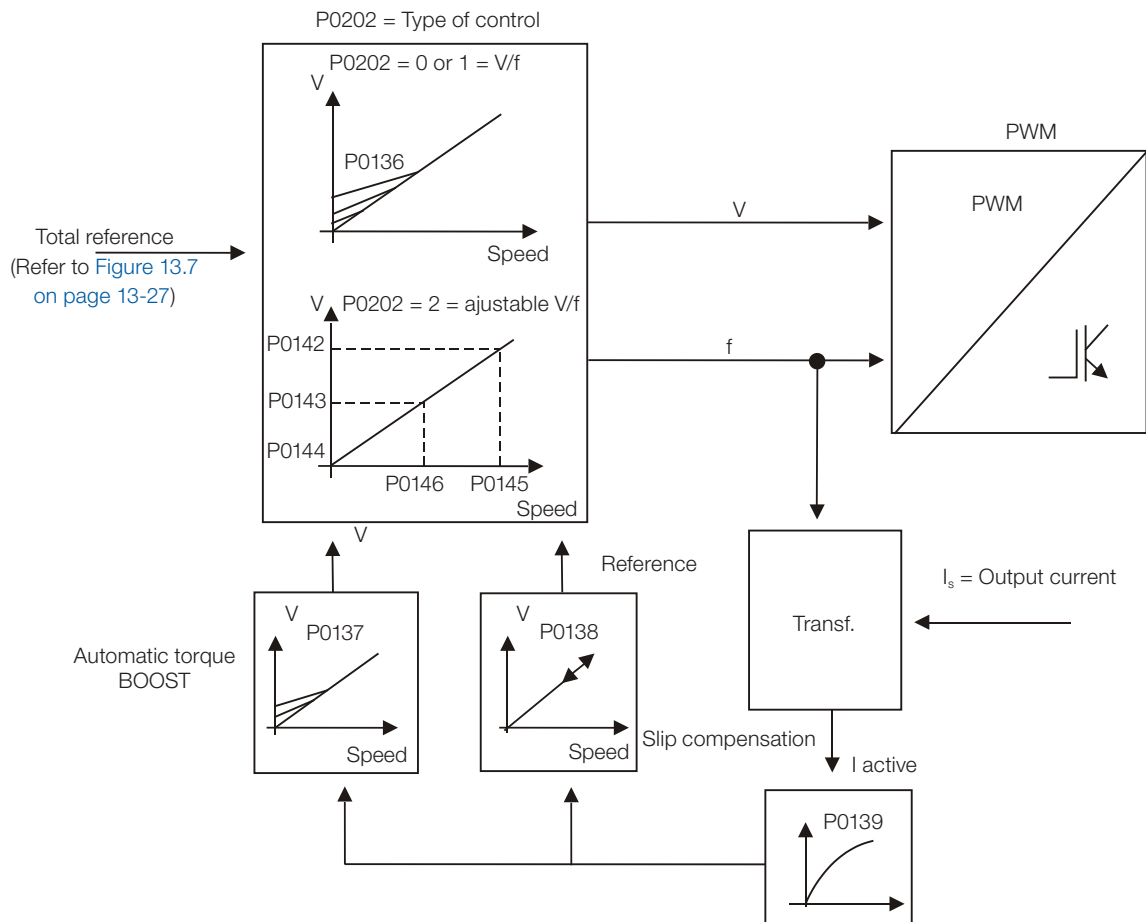 P0202 = Type of control
P0202 = 0 or 1 = V/f
V
P0136
Speed
PWM
PWM
V
Total reference
(Refer to Figure 13.7
on page 13-27)
V
P0202 = 2 = ajustable V/f
P0142
P0143
P0144
P0146
P0145
Speed
f
V
Reference
Iₛ = Output current
Transf.
V
P0137
Speed
Automatic torque
BOOST
V
P0138
Speed
Slip compensation
I active
P0139